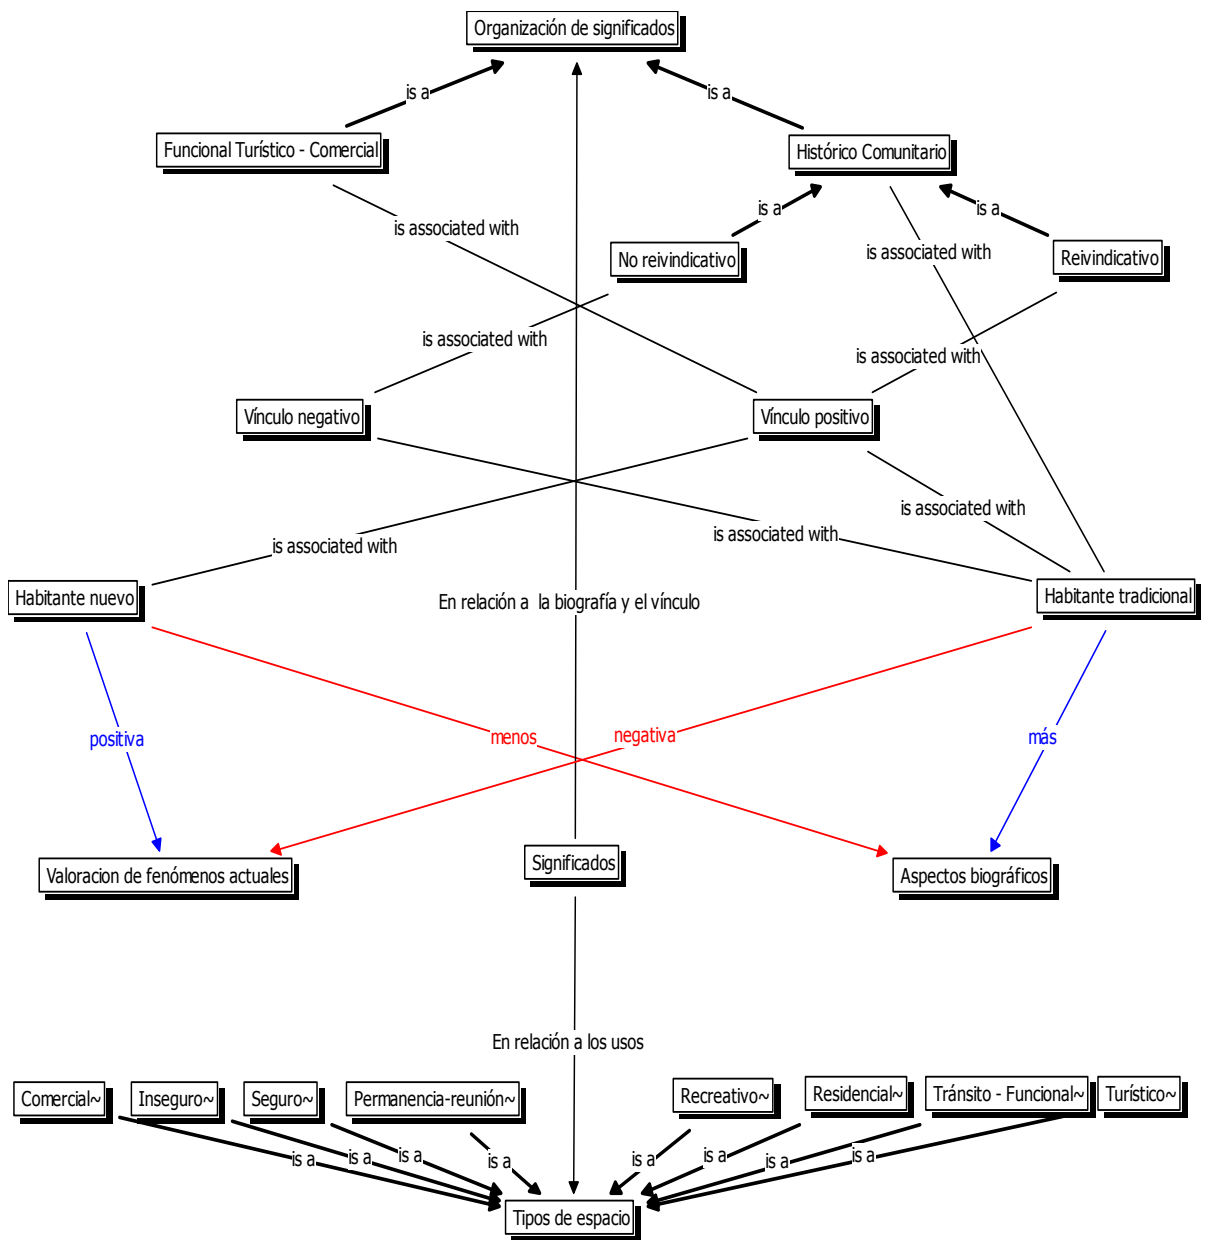 Organización de significados
is a
is a
Funcional Turístico - Comercial
Histórico Comunitario
is a
is a
is associated with
is associated with
No reivindicativo
Reivindicativo
is associated with
is associated with
Vínculo negativo
Vínculo positivo
is associated with
is associated with
is associated with
Habitante nuevo
En relación a  la biografía y el vínculo
Habitante tradicional
positiva
menos
negativa
más
Valoracion de fenómenos actuales
Significados
Aspectos biográficos
En relación a los usos
Comercial~
Inseguro~
Seguro~
Permanencia-reunión~
Recreativo~
Residencial~
Tránsito - Funcional~
Turístico~
is a
is a
is a
is a
is a
is a
is a
is a
Tipos de espacio